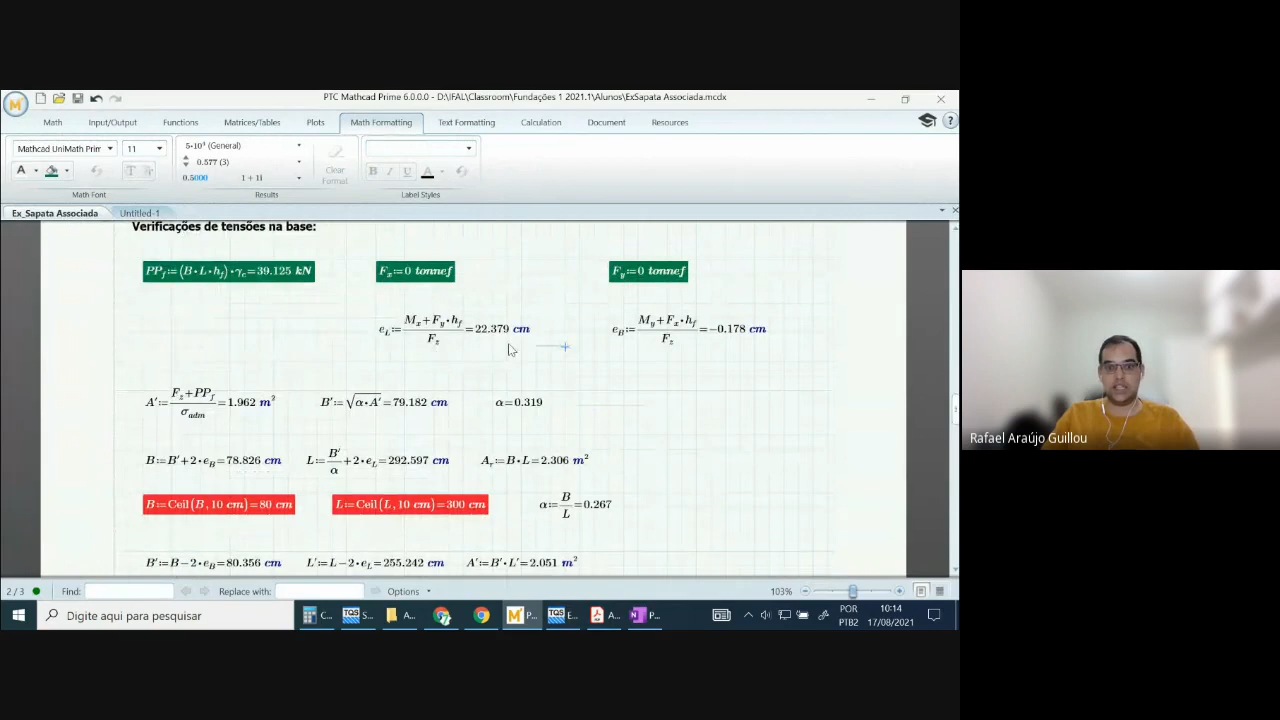 PTC Mathcad Prime 6.0.0.0 - D:\IFAL\Classroom\Fundações 1 2021.1\Alunos\ExSapata Associada.mcdx
Math Input/Output Functions Matrices/Tables Plots Math Formatting Text Formatting Calculation Document Resources
Mathcad UniMath Prim 11
5•10⁴ (General)
0.577 (3)
0.5000 1 + 1i
Clear Format
Math Font Results Label Styles
Ex_Sapata Associada Untitled-1
Verificações de tensões na base:
PP_f:=(B•L•h_f)•γ_c=39.125 kN F_x:=0 tonnef F_y:=0 tonnef
e_L:=(M_x+F_y•h_f)/F_z=22.379 cm e_B:=(M_y+F_x•h_f)/F_z=−0.178 cm
A':=(F_z+PP_f)/σ_adm=1.962 m² B':=√(α•A')=79.182 cm α=0.319
B:=B'+2•e_B=78.826 cm L:=B'/α+2•e_L=292.597 cm A_r:=B•L=2.306 m²
B:=Ceil(B, 10 cm)=80 cm L:=Ceil(L, 10 cm)=300 cm α:=B/L=0.267
B':=B−2•e_B=80.356 cm L':=L−2•e_L=255.242 cm A':=B'•L'=2.051 m²
2 / 3 Find: Replace with: Options 103%
Digite aqui para pesquisar
C... TQS S... A... M P... TQS E... A... N P...
POR PTB2
10:14
17/08/2021
Rafael Araújo Guillou